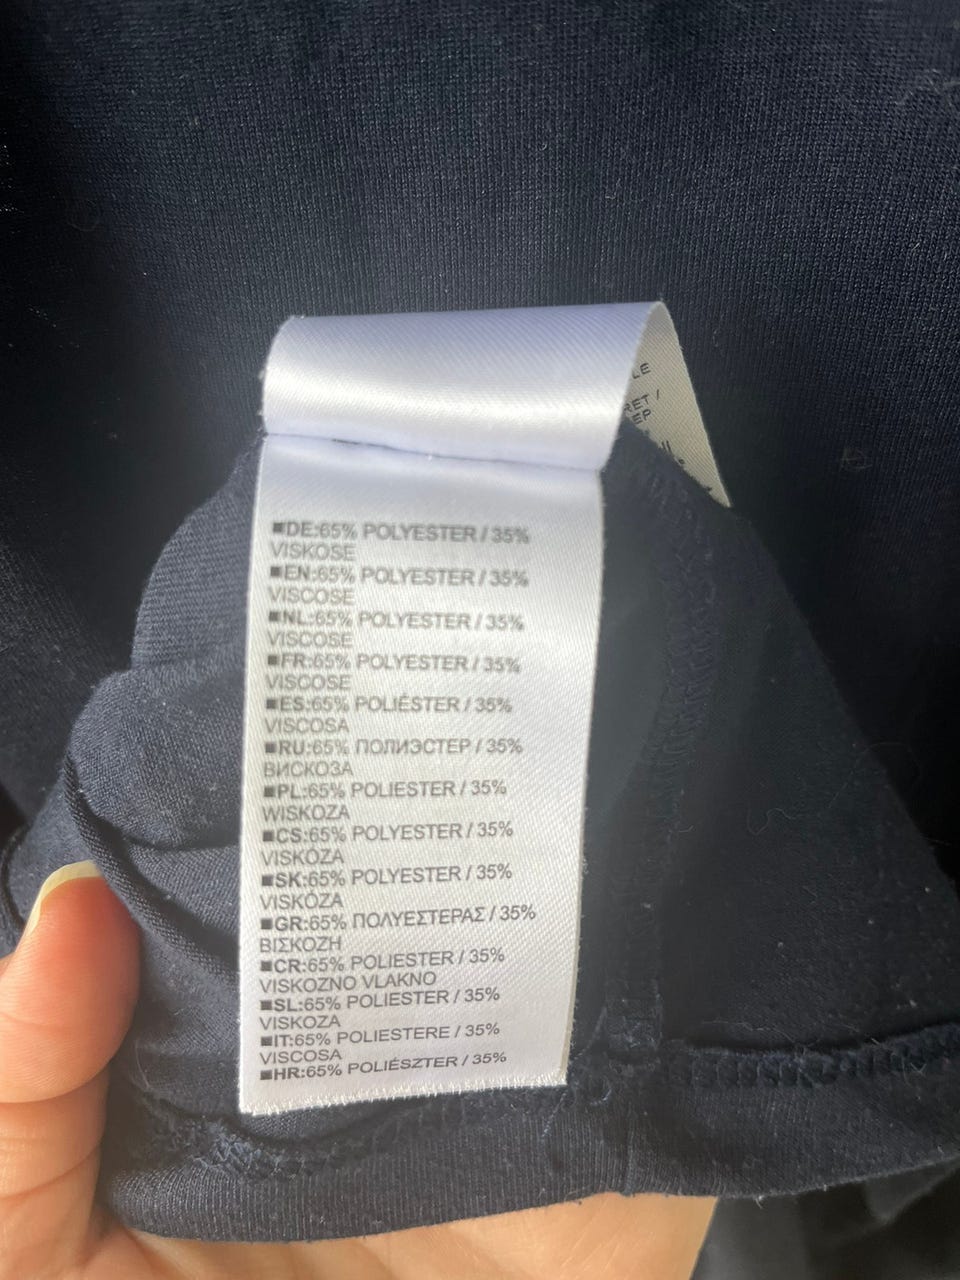 LE
RET /
EP
■DE:65% POLYESTER / 35%
VISKOSE
■EN:65% POLYESTER / 35%
VISCOSE
■NL:65% POLYESTER / 35%
VISCOSE
■FR:65% POLYESTER / 35%
VISCOSE
■ES:65% POLIÉSTER / 35%
VISCOSA
■RU:65% ПОЛИЭСТЕР / 35%
ВИСКОЗА
■PL:65% POLIESTER / 35%
WISKOZA
■CS:65% POLYESTER / 35%
VISKÓZA
■SK:65% POLYESTER / 35%
VISKÓZA
■GR:65% ΠΟΛΥΕΣΤΕΡΑΣ / 35%
ΒΙΣΚΟΖΗ
■CR:65% POLIESTER / 35%
VISKOZNO VLAKNO
■SL:65% POLIESTER / 35%
VISKOZA
■IT:65% POLIESTERE / 35%
VISCOSA
■HR:65% POLIÉSZTER / 35%